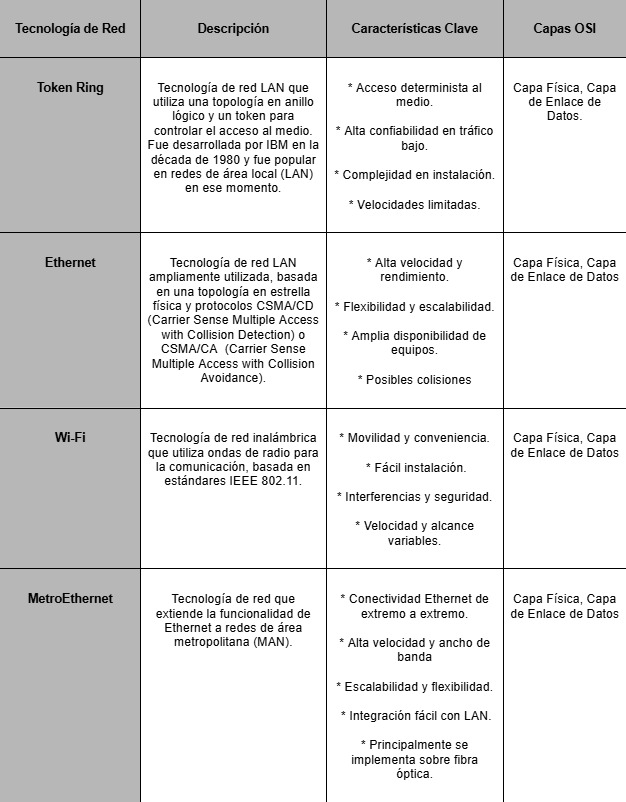 Tecnología de Red
Descripción
Características Clave
Capas OSI
Token Ring
Tecnología de red LAN que
utiliza una topología en anillo
lógico y un token para
controlar el acceso al medio.
Fue desarrollada por IBM en la
década de 1980 y fue popular
en redes de área local (LAN)
en ese momento.
* Acceso determinista al
medio.
* Alta confiabilidad en tráfico
bajo.
* Complejidad en instalación.
* Velocidades limitadas.
Capa Física, Capa
de Enlace de
Datos.
Ethernet
Tecnología de red LAN
ampliamente utilizada, basada
en una topología en estrella
física y protocolos CSMA/CD
(Carrier Sense Multiple Access
with Collision Detection) o
CSMA/CA (Carrier Sense
Multiple Access with Collision
Avoidance).
* Alta velocidad y
rendimiento.
* Flexibilidad y escalabilidad.
* Amplia disponibilidad de
equipos.
* Posibles colisiones
Capa Física, Capa
de Enlace de Datos
Wi-Fi
Tecnología de red inalámbrica
que utiliza ondas de radio para
la comunicación, basada en
estándares IEEE 802.11.
* Movilidad y conveniencia.
* Fácil instalación.
* Interferencias y seguridad.
* Velocidad y alcance
variables.
Capa Física, Capa
de Enlace de Datos
MetroEthernet
Tecnología de red que
extiende la funcionalidad de
Ethernet a redes de área
metropolitana (MAN).
* Conectividad Ethernet de
extremo a extremo.
* Alta velocidad y ancho de
banda
* Escalabilidad y flexibilidad.
* Integración fácil con LAN.
* Principalmente se
implementa sobre fibra
óptica.
Capa Física, Capa
de Enlace de Datos